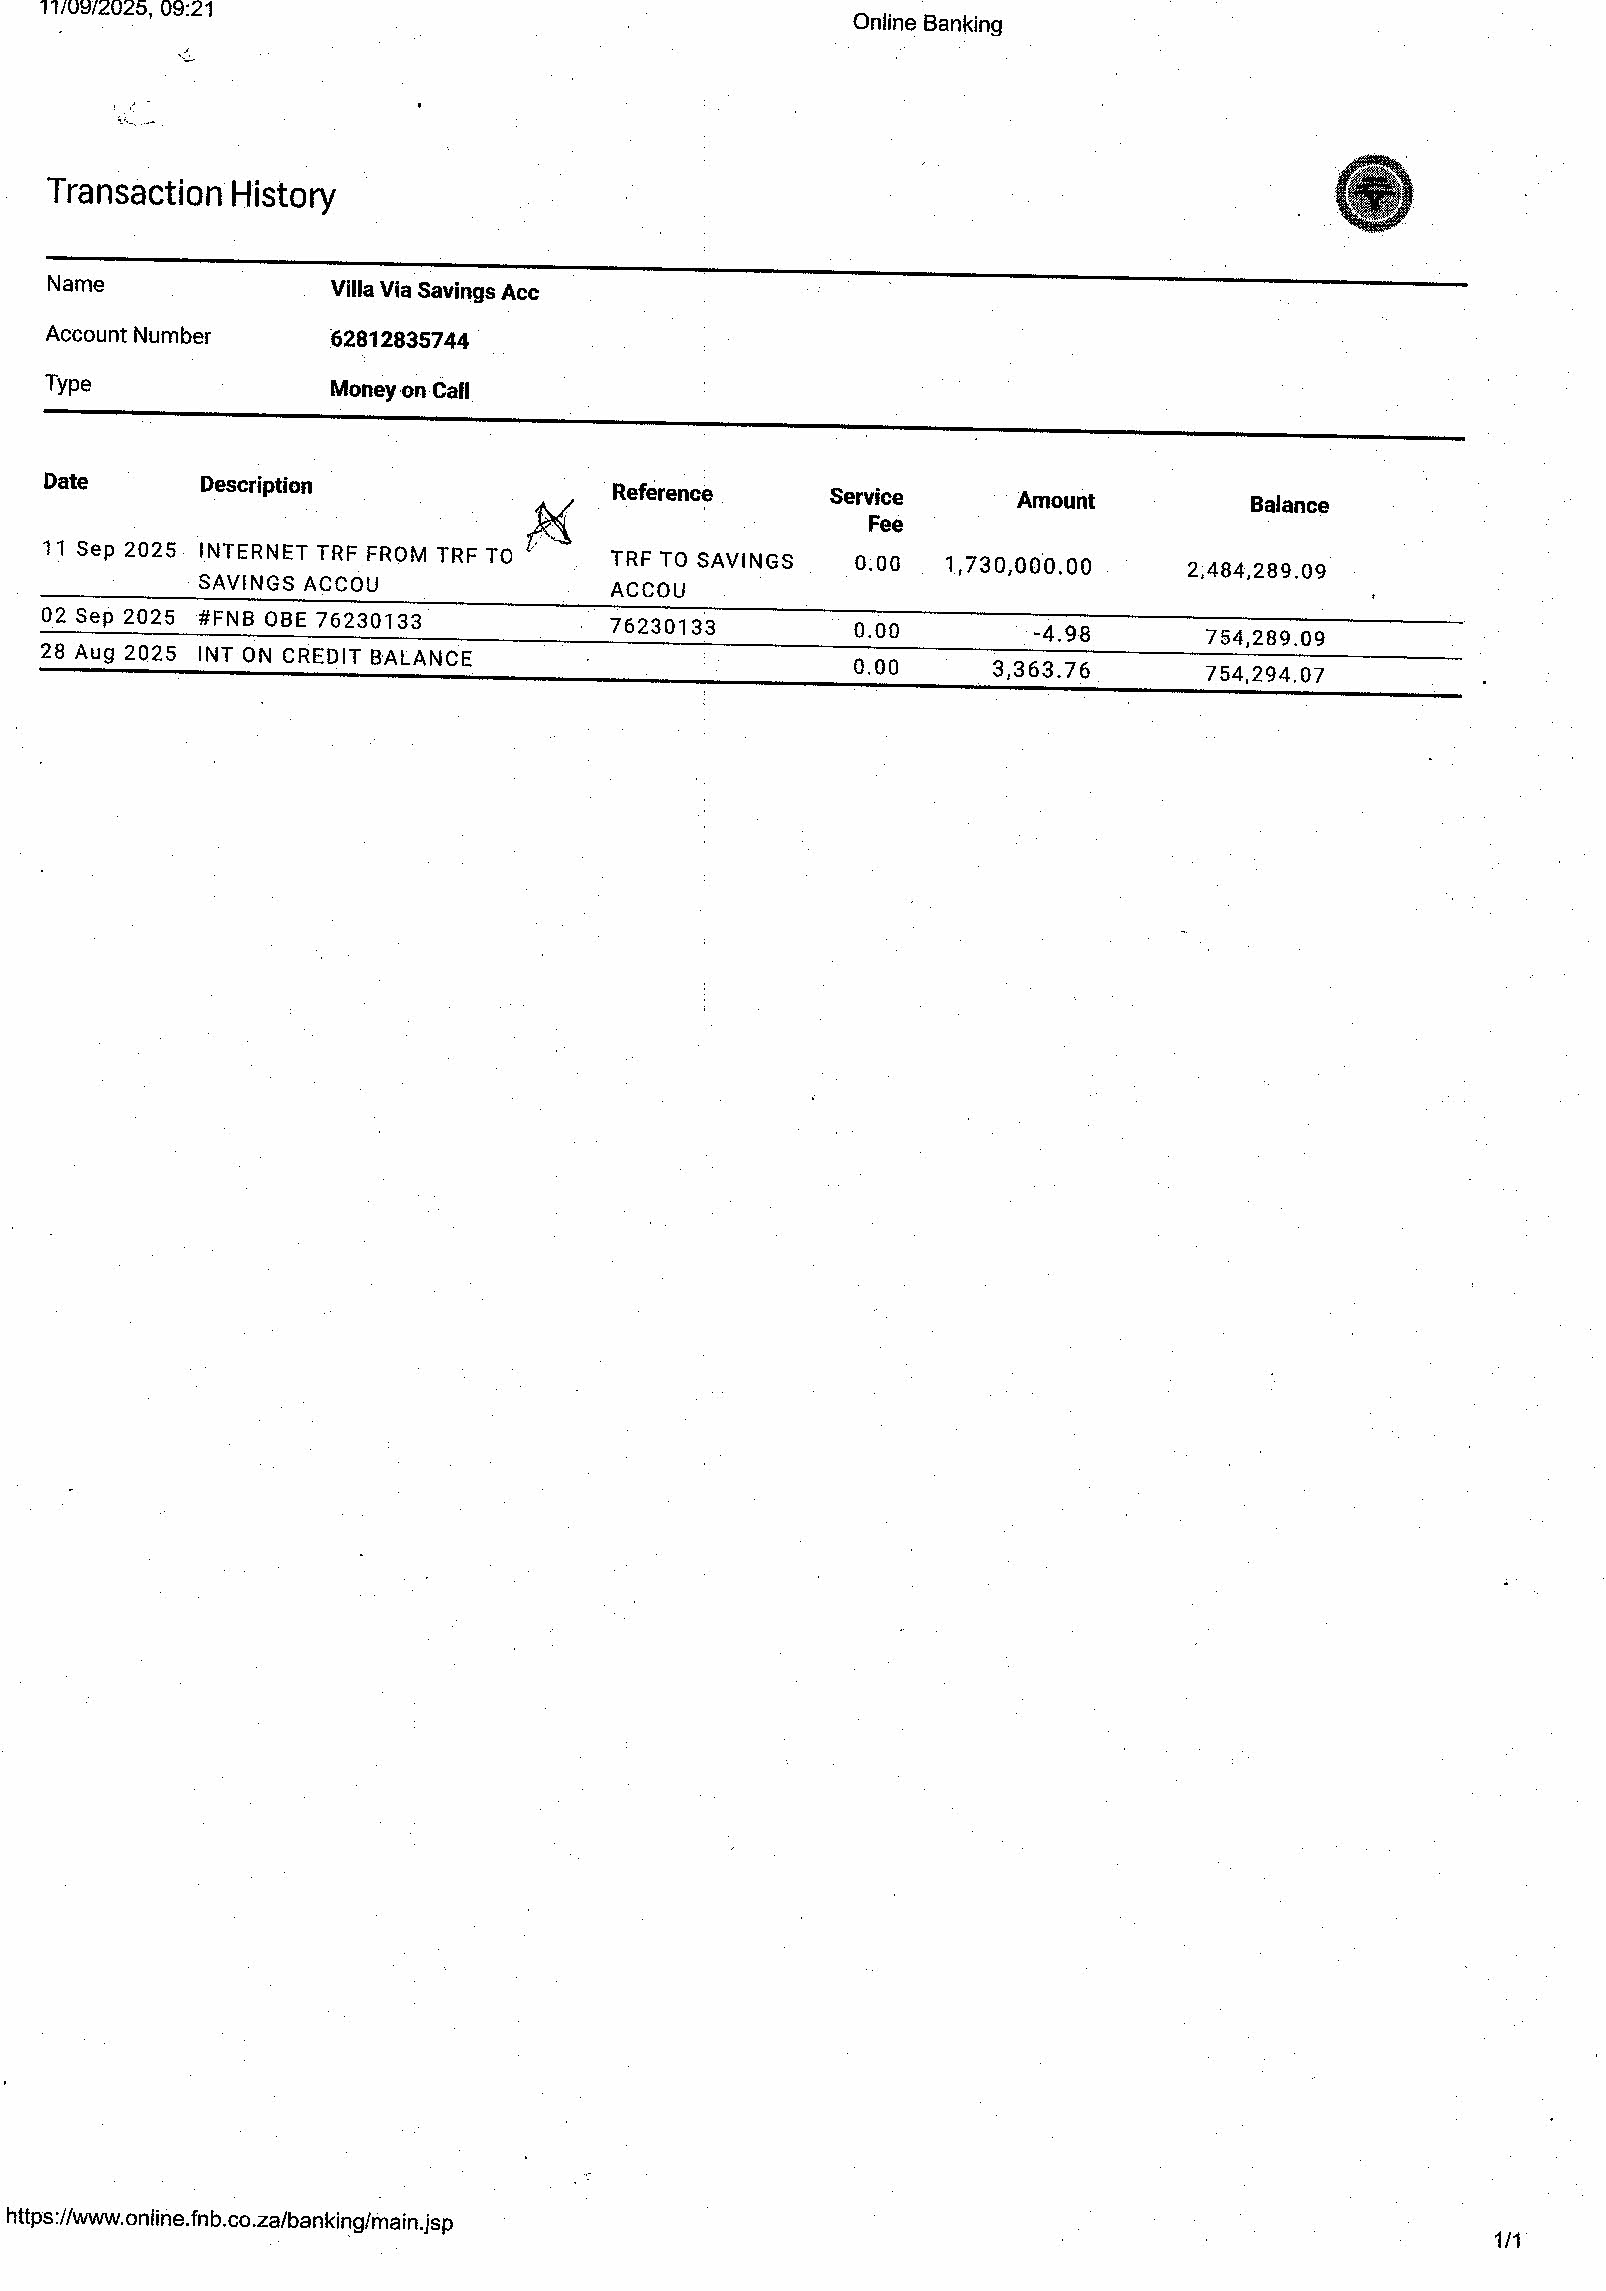 11/09/2025, 09:21
Online Banking
Transaction History
Name Villa Via Savings Acc
Account Number 62812835744
Type Money on Call
Date Description Reference Service Amount Balance
Fee
11 Sep 2025 INTERNET TRF FROM TRF TO TRF TO SAVINGS 0.00 1,730,000.00 2,484,289.09
SAVINGS ACCOU ACCOU
02 Sep 2025 #FNB OBE 76230133 76230133 0.00 -4.98 754,289.09
28 Aug 2025 INT ON CREDIT BALANCE 0.00 3,363.76 754,294.07
https://www.online.fnb.co.za/banking/main.jsp
1/1